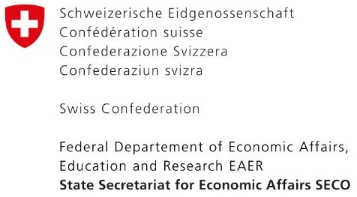 Schweizerische Eidgenossenschaft
Confédération suisse
Confederazione Svizzera
Confederaziun svizra
Swiss Confederation
Federal Departement of Economic Affairs,
Education and Research EAER
State Secretariat for Economic Affairs SECO